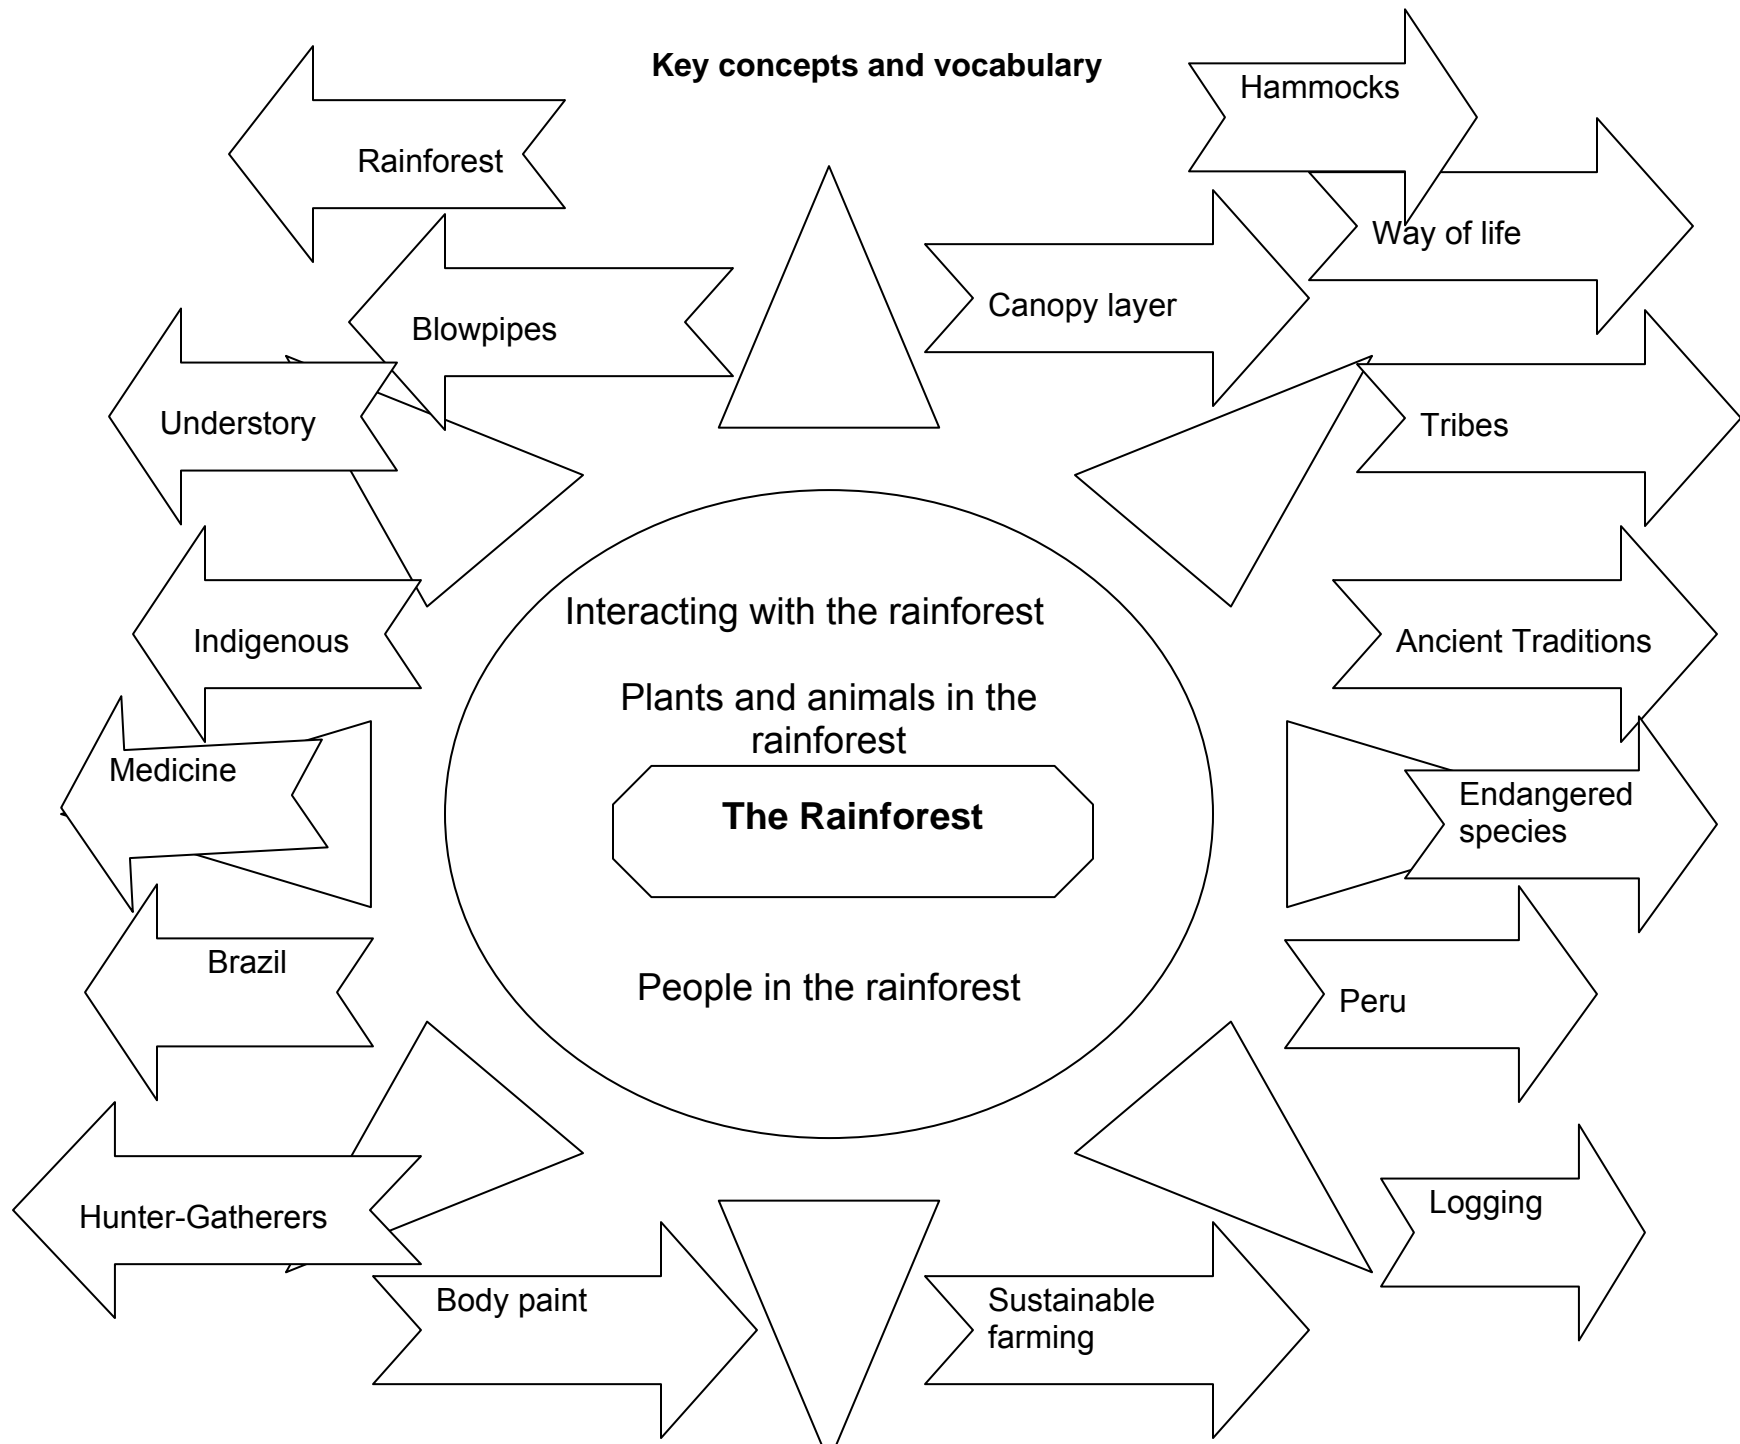 Key concepts and vocabulary
Hammocks
Rainforest
Way of life
Canopy layer
Blowpipes
Understory
Tribes
Interacting with the rainforest
Indigenous
Ancient Traditions
Plants and animals in the
rainforest
Medicine
Endangered
species
The Rainforest
Brazil
People in the rainforest
Peru
Hunter-Gatherers
Logging
Body paint
Sustainable
farming